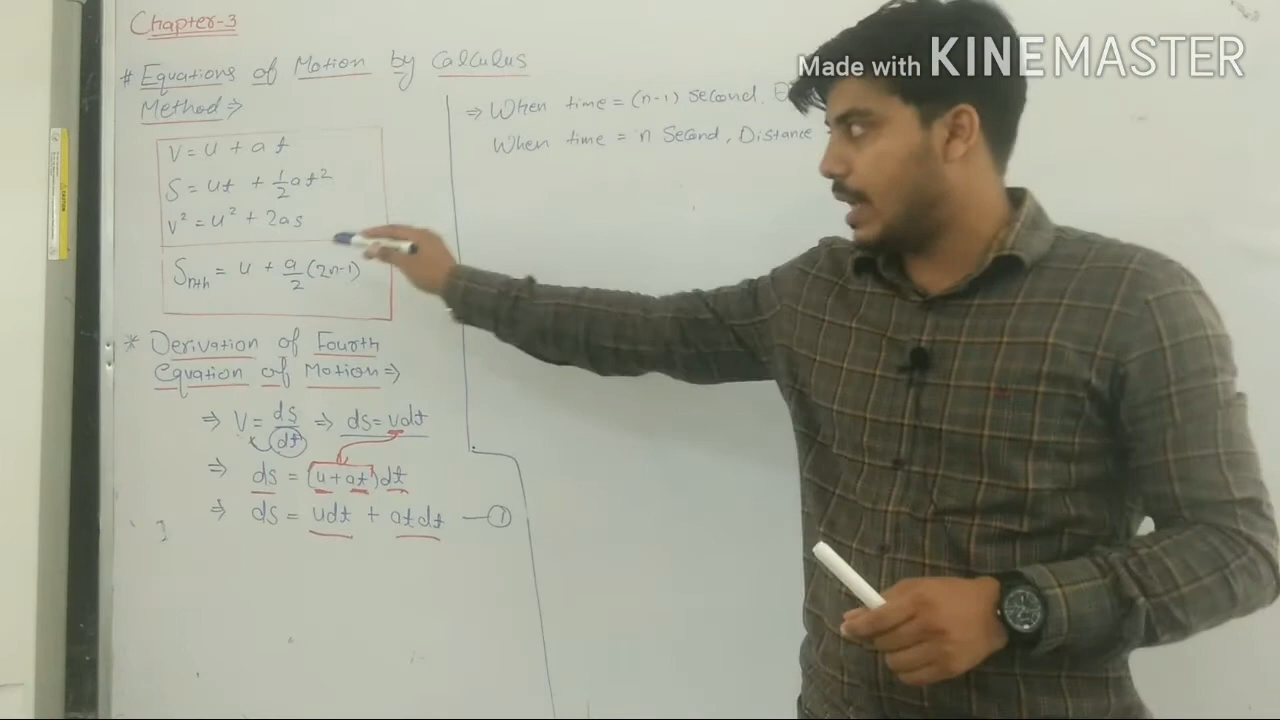 Made with KINEMASTER
Chapter-3
# Equations of Motion by Calculus
Method ⇒
V = u + at
S = ut + 1/2 at²
v² = u² + 2as
Snth = u + a/2 (2n-1)
* Derivation of Fourth
Equation of Motion ⇒
⇒ V = ds/dt ⇒ ds = vdt
⇒ ds = (u+at)dt
⇒ ds = udt + atdt —①
⇒ When time = (n-1) Second,
When time = n Second, Distance